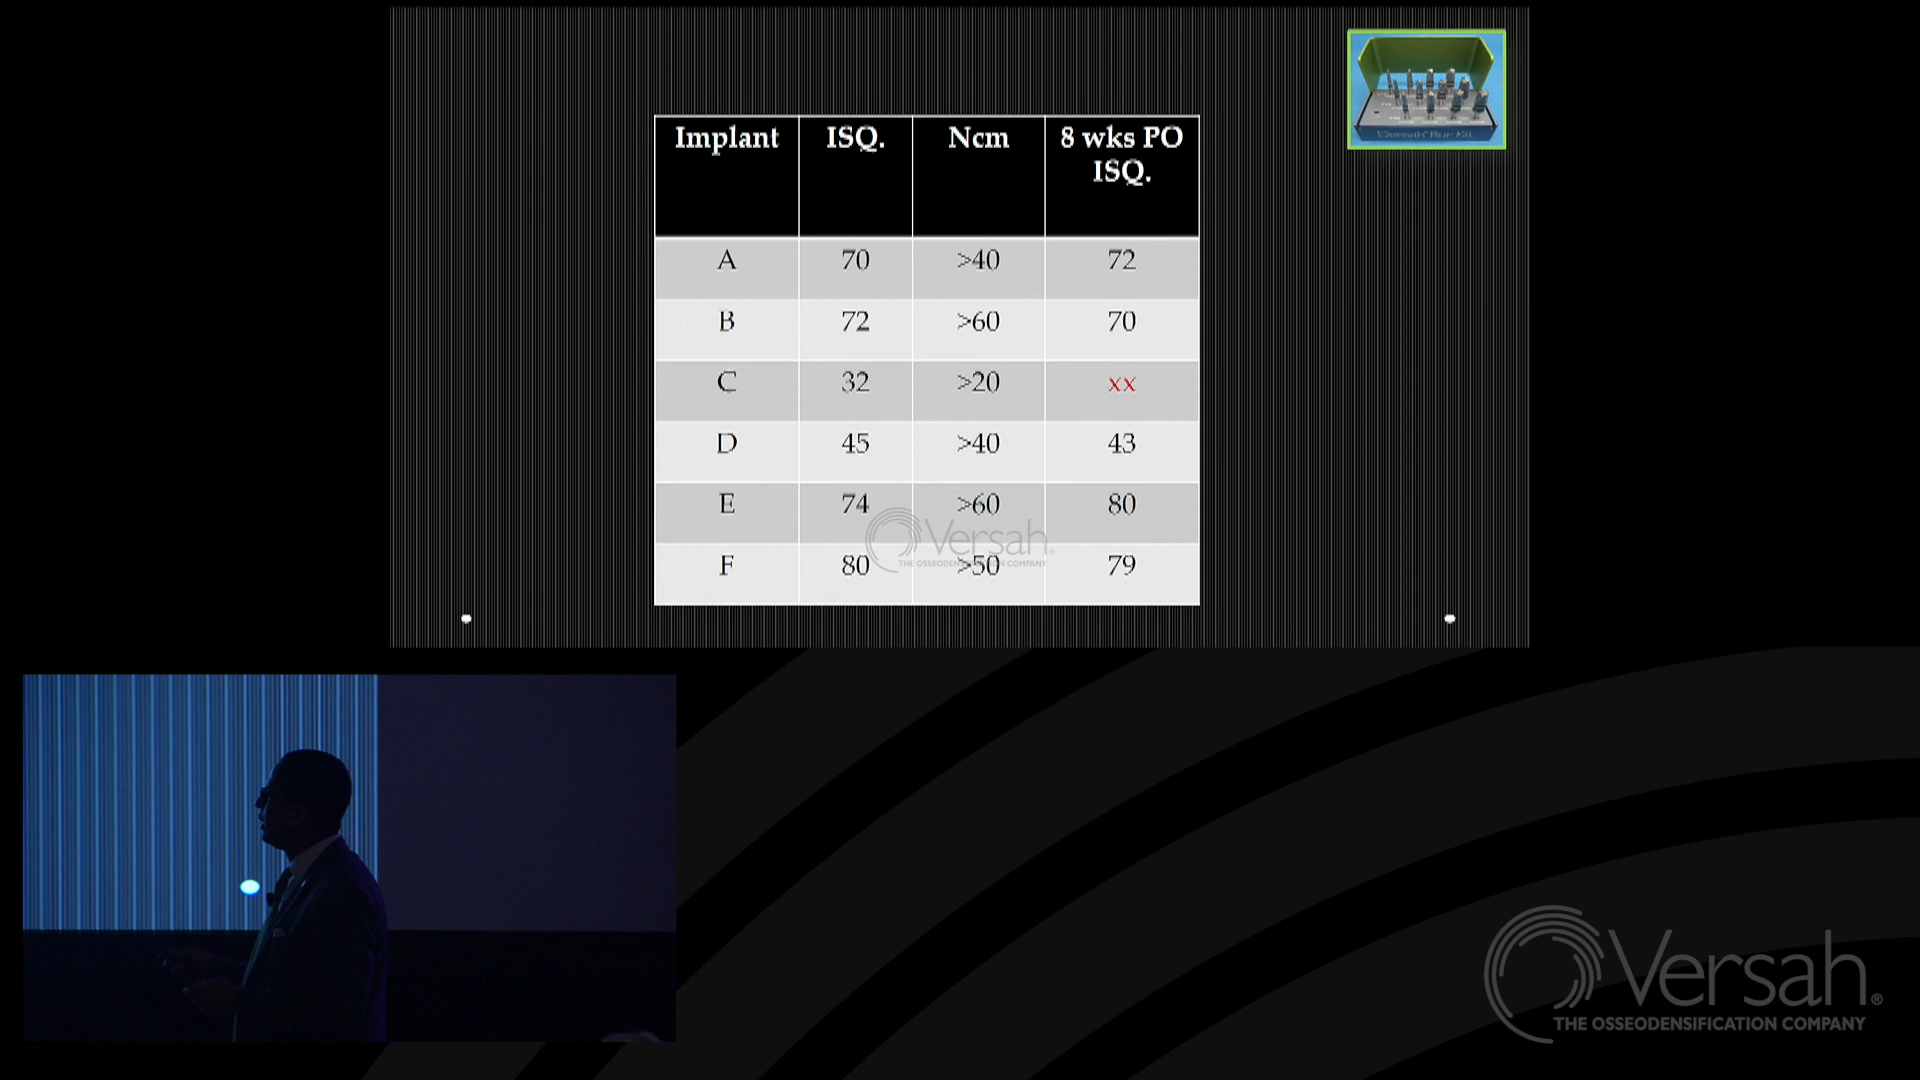 Implant ISQ. Ncm 8 wks PO
ISQ.
A 70 >40 72
B 72 >60 70
C 32 >20 xx
D 45 >40 43
E 74 >60 80
F 80 >50 79
Versah®
THE OSSEODENSIFICATION COMPANY
Versah®
THE OSSEODENSIFICATION COMPANY